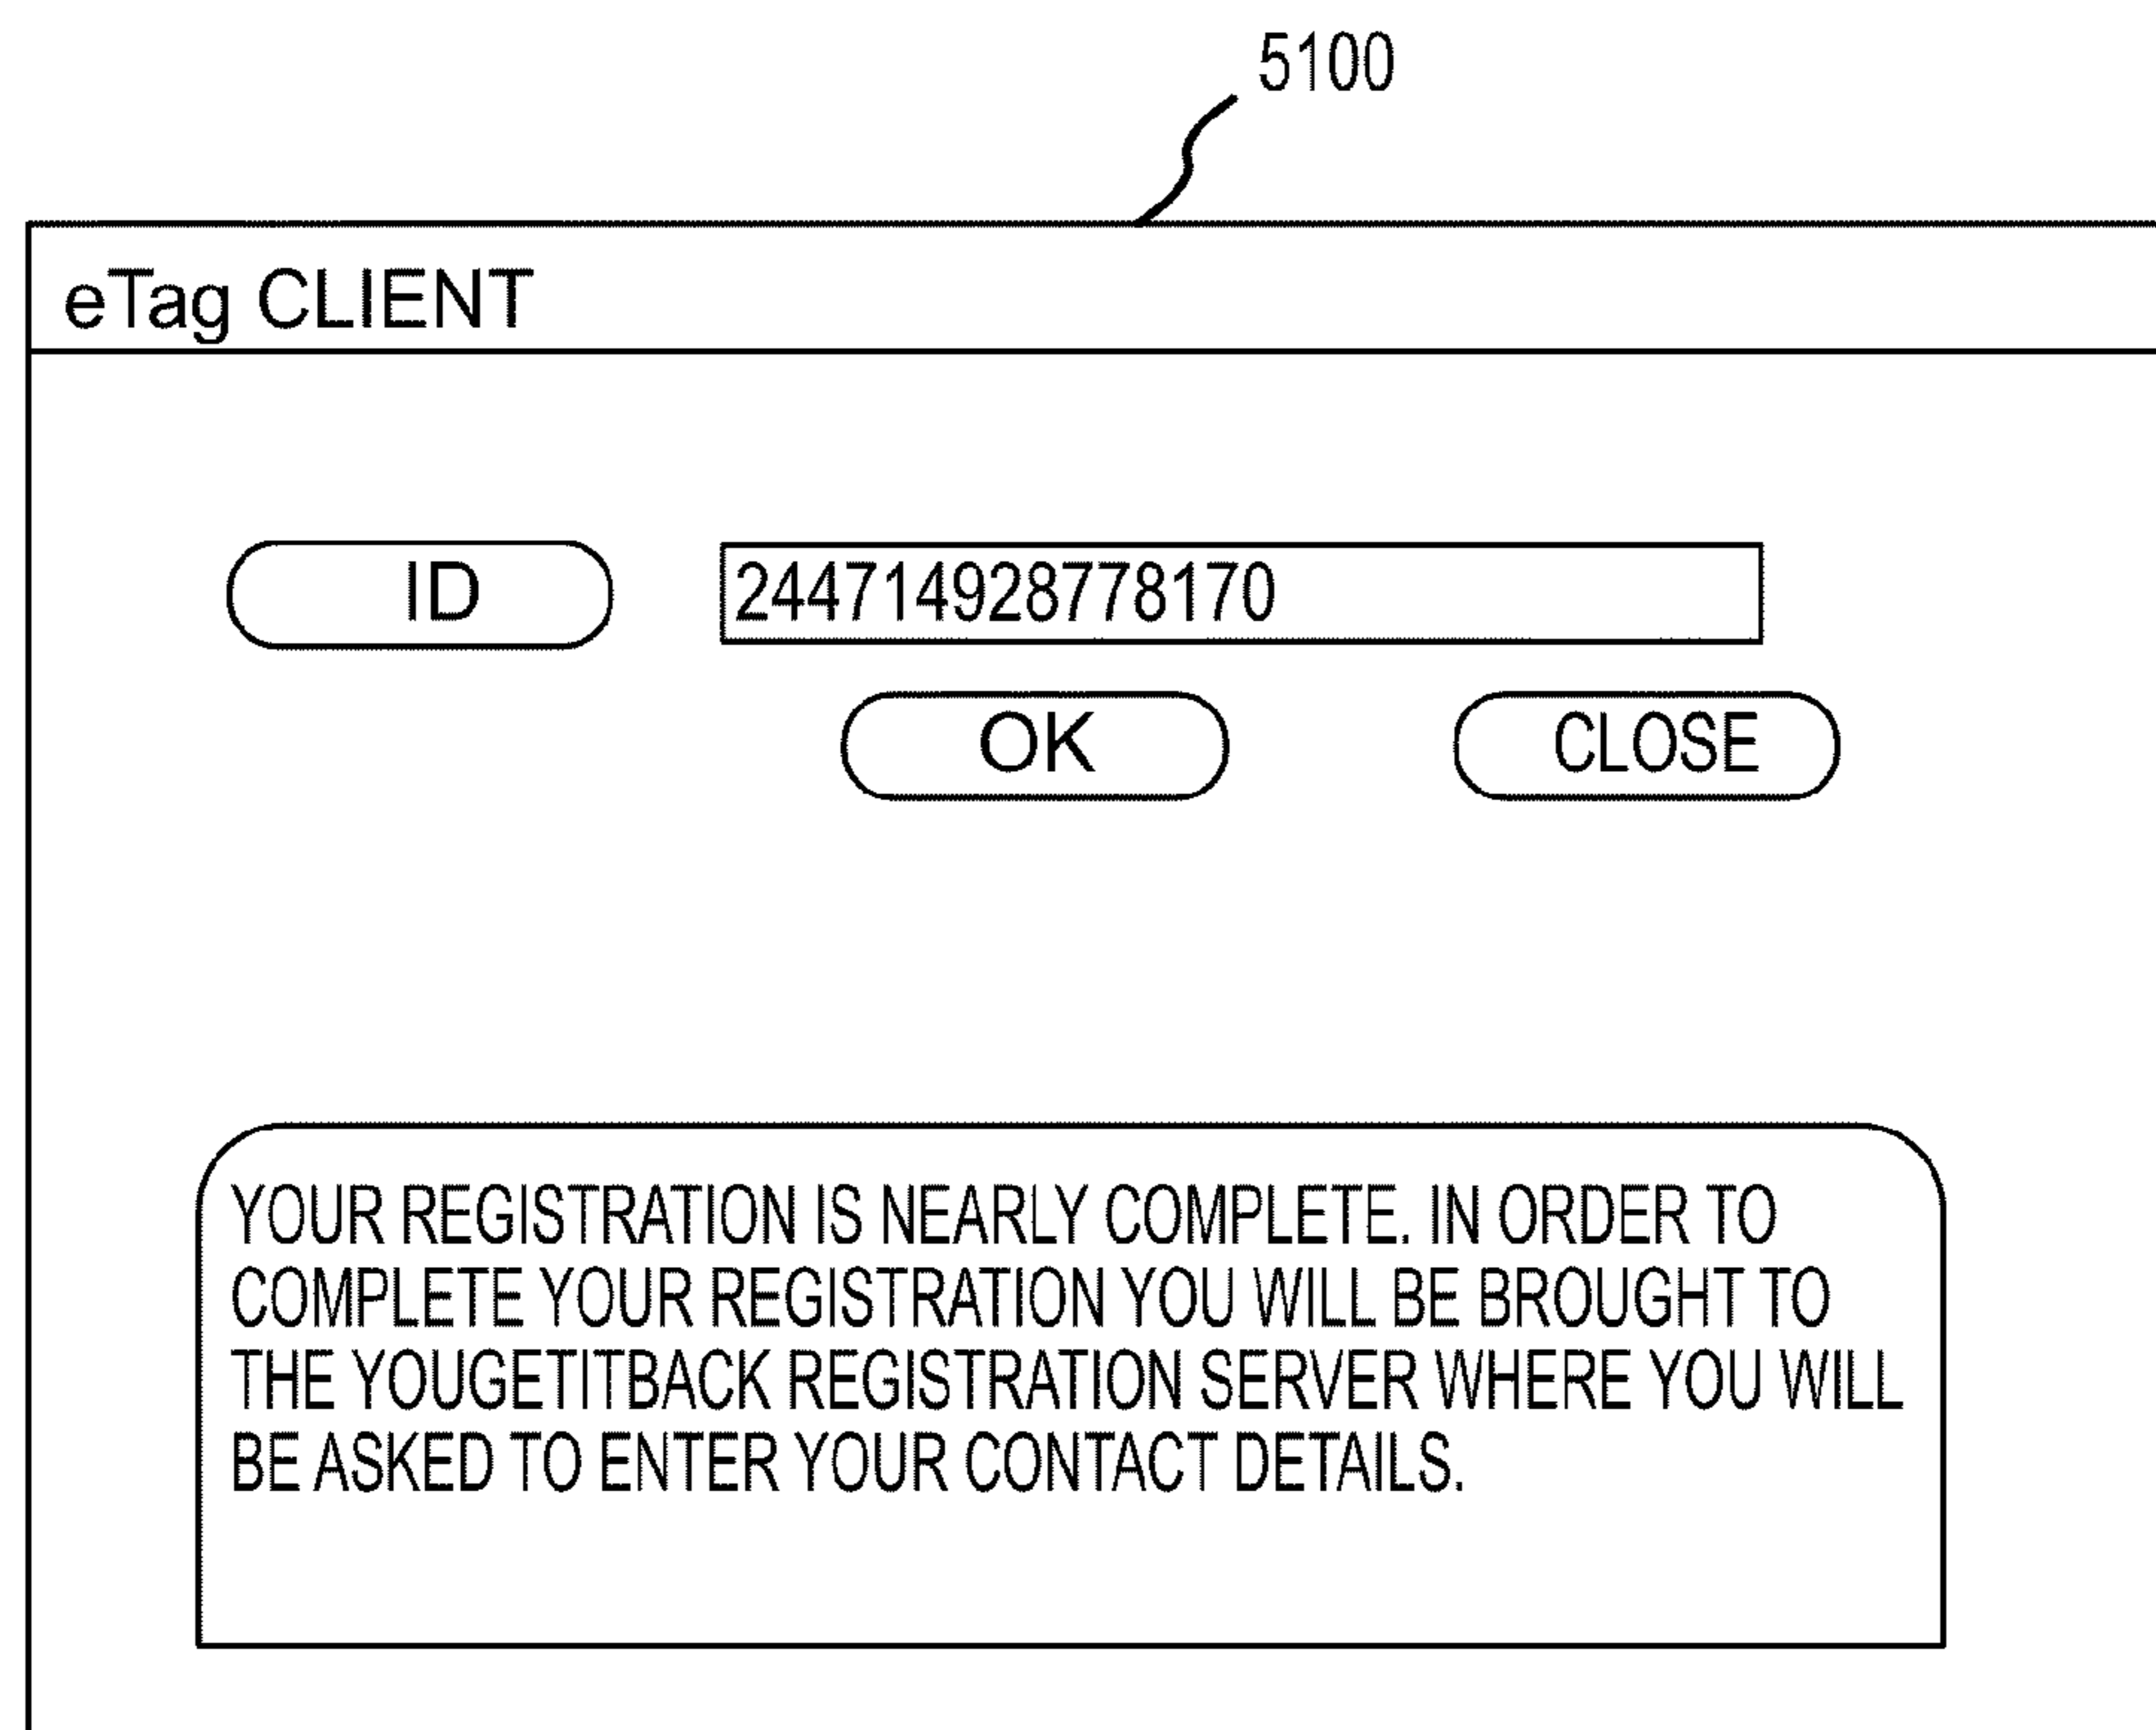 5100
eTag CLIENT
ID 244714928778170
OK CLOSE
YOUR REGISTRATION IS NEARLY COMPLETE. IN ORDER TO
COMPLETE YOUR REGISTRATION YOU WILL BE BROUGHT TO
THE YOUGETITBACK REGISTRATION SERVER WHERE YOU WILL
BE ASKED TO ENTER YOUR CONTACT DETAILS.